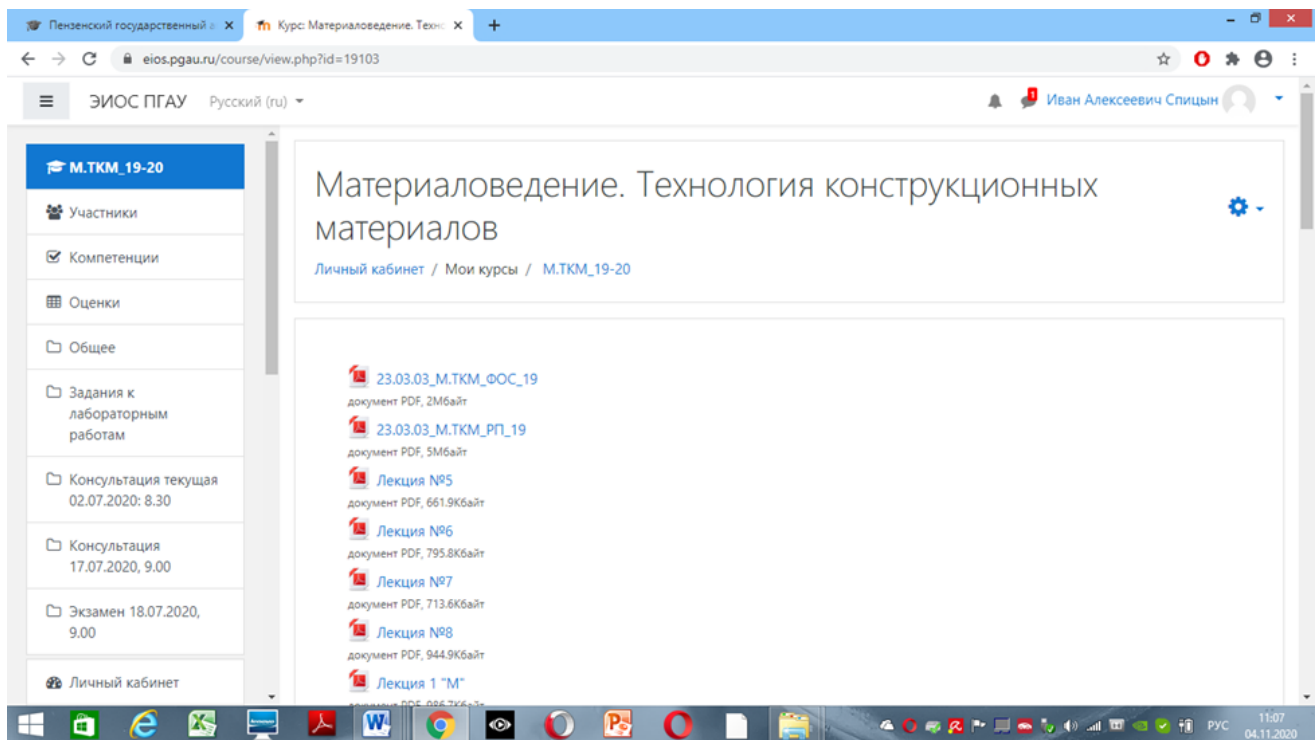 Пензенский государственный а
Курс: Материаловедение. Техно
eios.pgau.ru/course/view.php?id=19103
ЭИОС ПГАУ
Русский (ru)
1
Иван Алексеевич Спицын
М.ТКМ_19-20
Участники
Компетенции
Оценки
Общее
Задания к
лабораторным
работам
Консультация текущая
02.07.2020: 8.30
Консультация
17.07.2020, 9.00
Экзамен 18.07.2020,
9.00
Личный кабинет
Материаловедение. Технология конструкционных
материалов
Личный кабинет / Мои курсы / М.ТКМ_19-20
23.03.03_М.ТКМ_ФОС_19
документ PDF, 2Мбайт
23.03.03_М.ТКМ_РП_19
документ PDF, 5Мбайт
Лекция №5
документ PDF, 661.9Кбайт
Лекция №6
документ PDF, 795.8Кбайт
Лекция №7
документ PDF, 713.6Кбайт
Лекция №8
документ PDF, 944.9Кбайт
Лекция 1 "М"
документ PDF, 986.7Кбайт
РУС
11:07
04.11.2020